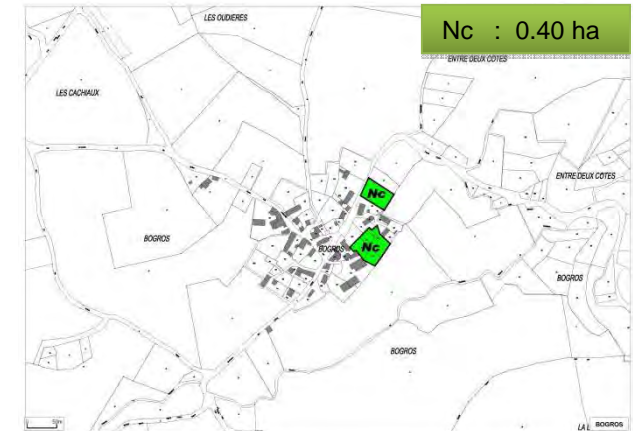 LES OUDIERES
Nc : 0.40 ha
ENTRE DEUX COTES
LES CACHIAUX
ENTRE DEUX COTES
Nc
BOGROS
BOGROS
Nc
BOGROS
BOGROS
BOGROS